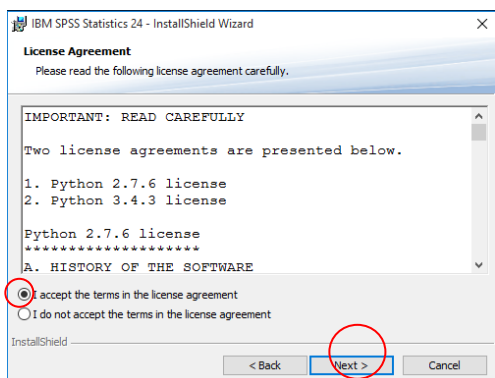 IBM SPSS Statistics 24 - InstallShield Wizard
License Agreement
Please read the following license agreement carefully.
IMPORTANT: READ CAREFULLY
Two license agreements are presented below.
1. Python 2.7.6 license
2. Python 3.4.3 license
Python 2.7.6 license
********************
A. HISTORY OF THE SOFTWARE
I accept the terms in the license agreement
I do not accept the terms in the license agreement
InstallShield
< Back Next > Cancel